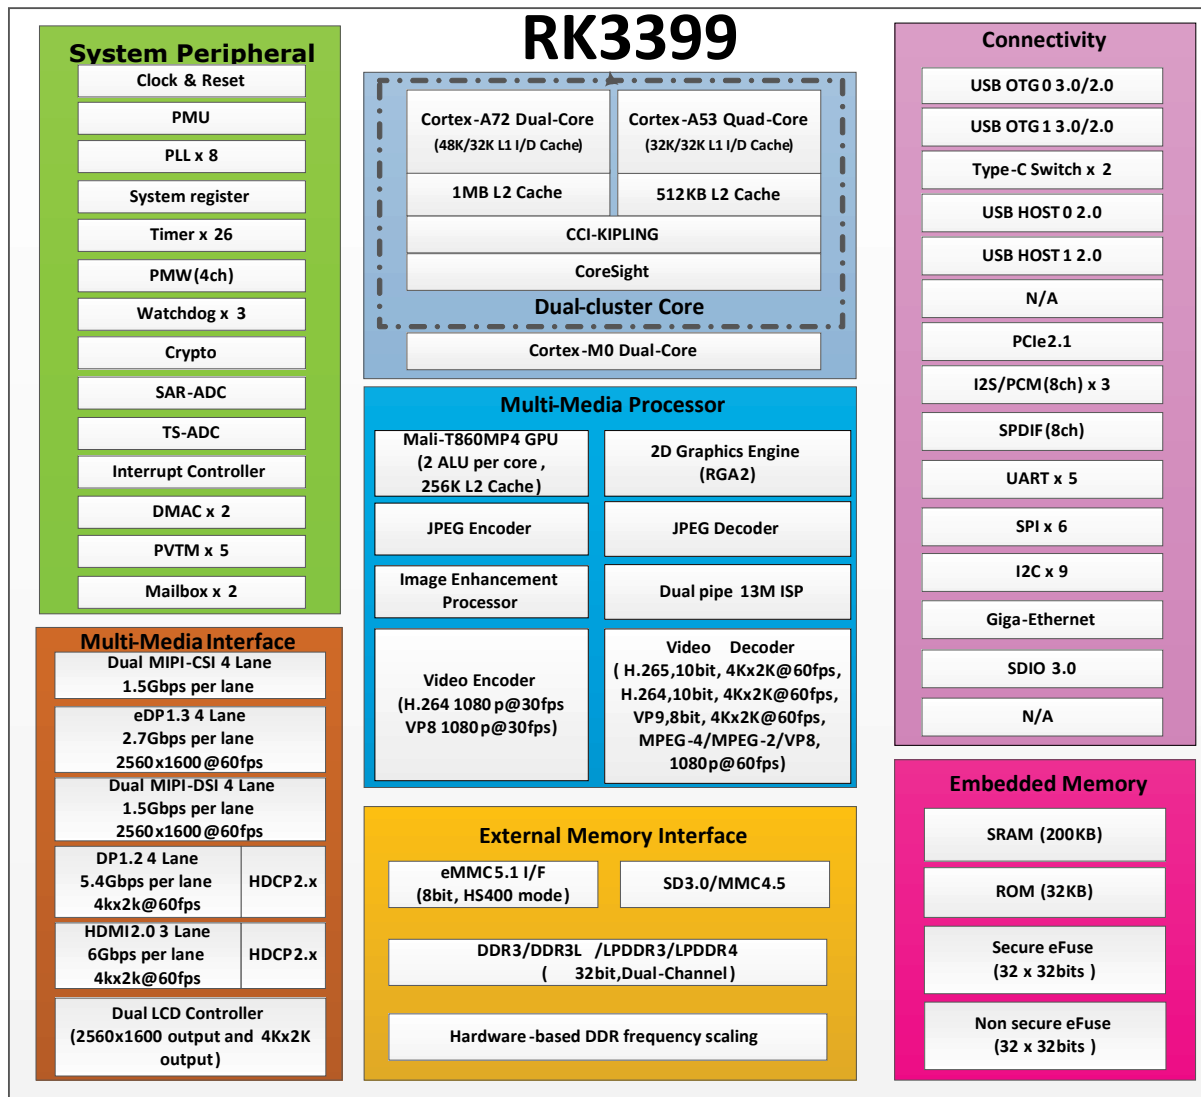 RK3399
System Peripheral
Clock & Reset
PMU
PLL x 8
System register
Timer x 26
PMW(4ch)
Watchdog x 3
Crypto
SAR-ADC
TS-ADC
Interrupt Controller
DMAC x 2
PVTM x 5
Mailbox x 2
Multi-Media Interface
Dual MIPI-CSI 4 Lane
1.5Gbps per lane
eDP1.3 4 Lane
2.7Gbps per lane
2560x1600@60fps
Dual MIPI-DSI 4 Lane
1.5Gbps per lane
2560x1600@60fps
DP1.2 4 Lane
5.4Gbps per lane
4kx2k@60fps
HDCP2.x
HDMI2.0 3 Lane
6Gbps per lane
4kx2k@60fps
HDCP2.x
Dual LCD Controller
(2560x1600 output and 4Kx2K
output)
Cortex-A72 Dual-Core
(48K/32K L1 I/D Cache)
Cortex-A53 Quad-Core
(32K/32K L1 I/D Cache)
1MB L2 Cache
512KB L2 Cache
CCI-KIPLING
CoreSight
Dual-cluster Core
Cortex-M0 Dual-Core
Multi-Media Processor
Mali-T860MP4 GPU
(2 ALU per core ,
256K L2 Cache)
2D Graphics Engine
(RGA2)
JPEG Encoder
JPEG Decoder
Image Enhancement
Processor
Dual pipe 13M ISP
Video Encoder
(H.264 1080p@30fps
VP8 1080p@30fps)
Video Decoder
( H.265,10bit, 4Kx2K@60fps,
H.264,10bit, 4Kx2K@60fps,
VP9,8bit, 4Kx2K@60fps,
MPEG-4/MPEG-2/VP8,
1080p@60fps)
External Memory Interface
eMMC5.1 I/F
(8bit, HS400 mode)
SD3.0/MMC4.5
DDR3/DDR3L /LPDDR3/LPDDR4
( 32bit,Dual-Channel)
Hardware-based DDR frequency scaling
Connectivity
USB OTG0 3.0/2.0
USB OTG1 3.0/2.0
Type-C Switch x 2
USB HOST0 2.0
USB HOST1 2.0
N/A
PCIe2.1
I2S/PCM(8ch) x 3
SPDIF(8ch)
UART x 5
SPI x 6
I2C x 9
Giga-Ethernet
SDIO 3.0
N/A
Embedded Memory
SRAM (200KB)
ROM (32KB)
Secure eFuse
(32 x 32bits )
Non secure eFuse
(32 x 32bits )